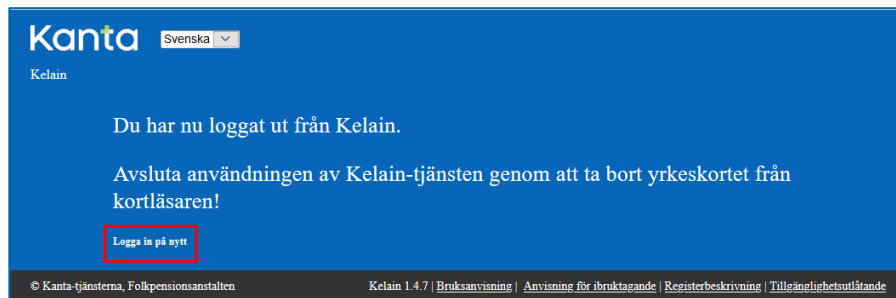 Kanta Svenska
Kelain
Du har nu loggat ut från Kelain.
Avsluta användningen av Kelain-tjänsten genom att ta bort yrkeskortet från
kortläsaren!
Logga in på nytt
© Kanta-tjänsterna, Folkpensionsanstalten Kelain 1.4.7 | Bruksanvisning | Anvisning för ibruktagande | Registerbeskrivning | Tillgänglighetsutlåtande